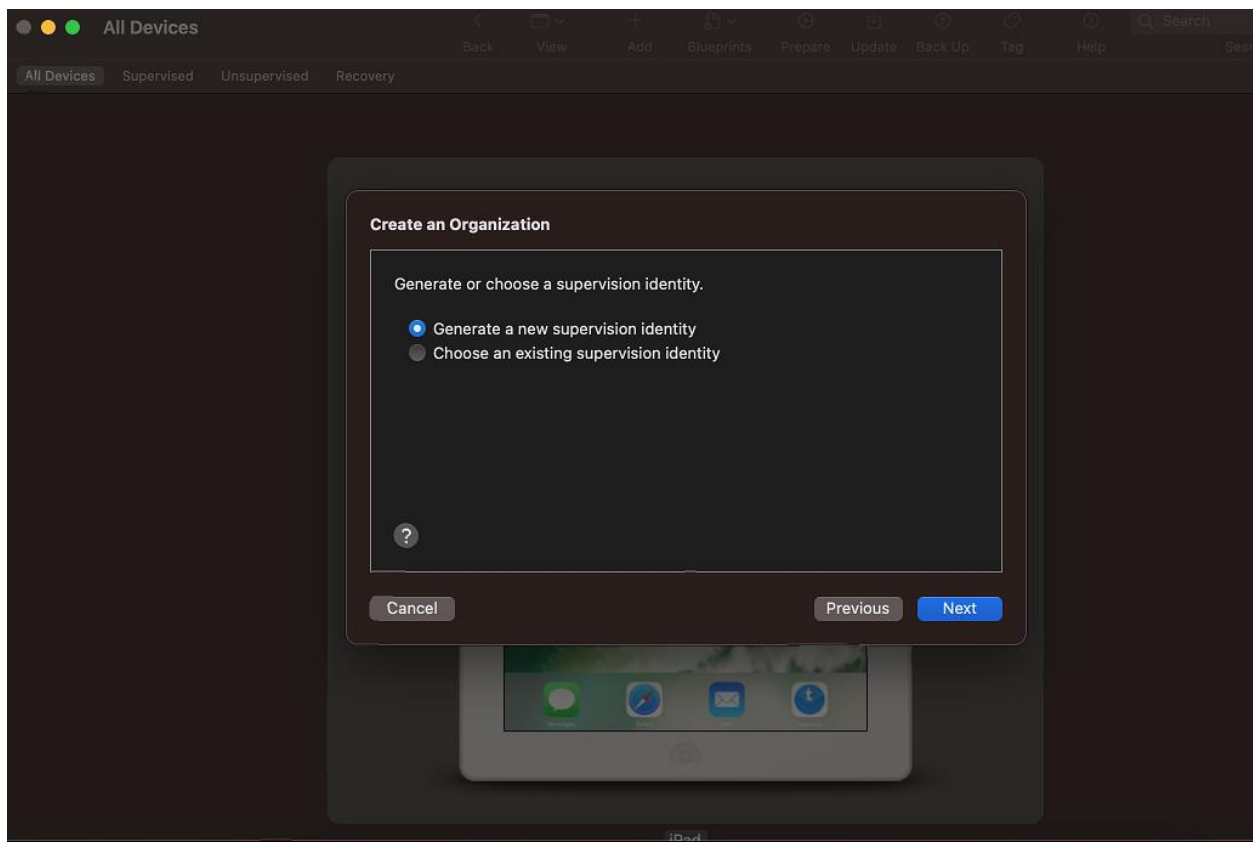 All Devices
Search
Back View Add Blueprints Prepare Update Back Up Tag Help
All Devices Supervised Unsupervised Recovery
Create an Organization
Generate or choose a supervision identity.
Generate a new supervision identity
Choose an existing supervision identity
?
Cancel Previous Next
iPad